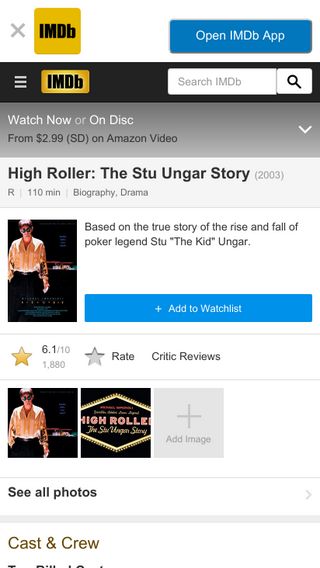 IMDb
Open IMDb App
IMDb
Search IMDb
Watch Now or On Disc
From $2.99 (SD) on Amazon Video
High Roller: The Stu Ungar Story (2003)
R | 110 min | Biography, Drama
Based on the true story of the rise and fall of
poker legend Stu "The Kid" Ungar.
+ Add to Watchlist
6.1/10
1,880
Rate
Critic Reviews
HIGH ROLLER
The Stu Ungar Story
Add Image
See all photos
Cast & Crew